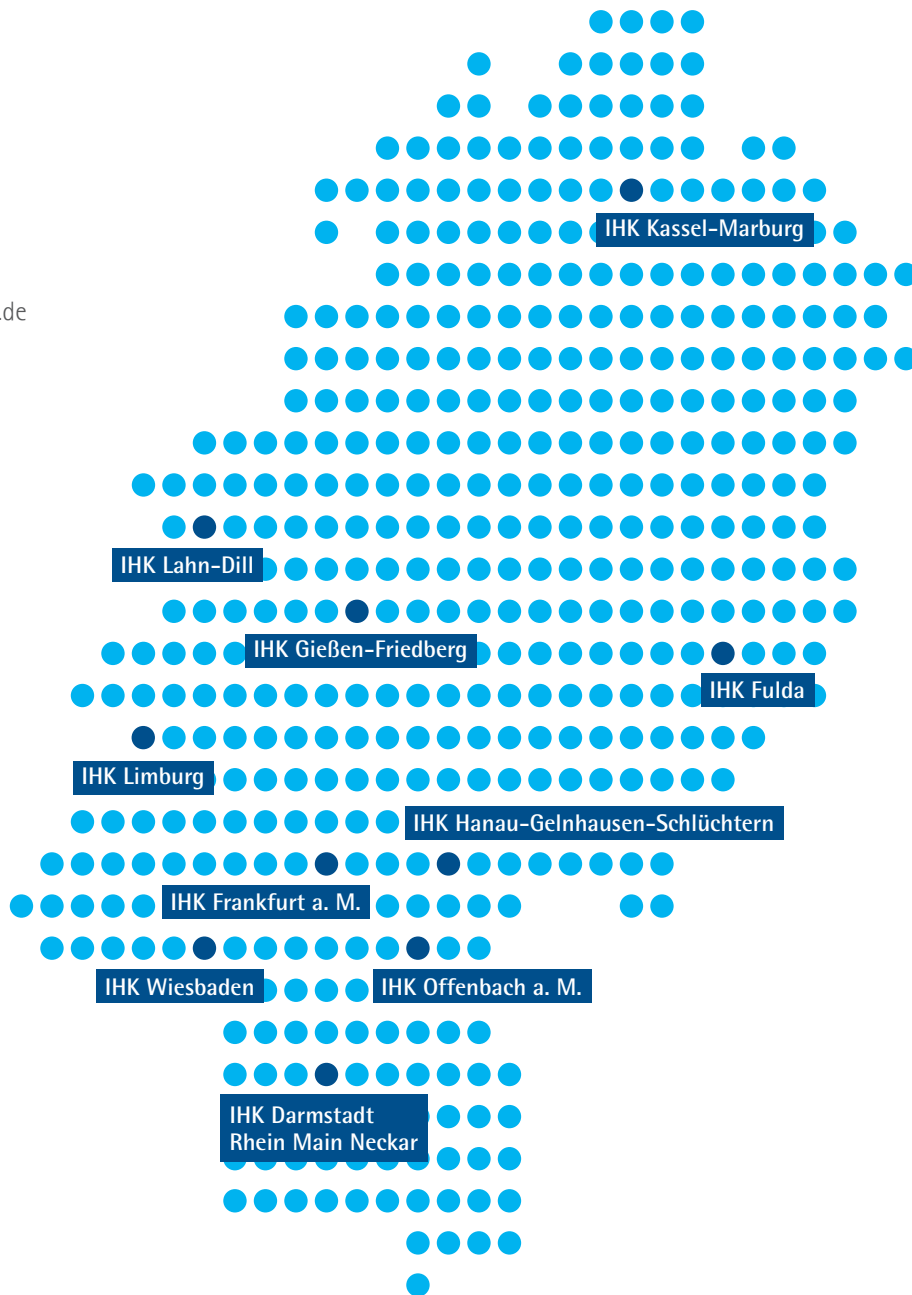 IHK Kassel-Marburg
.de
IHK Lahn-Dill
IHK Gießen-Friedberg
IHK Fulda
IHK Limburg
IHK Hanau-Gelnhausen-Schlüchtern
IHK Frankfurt a. M.
IHK Wiesbaden
IHK Offenbach a. M.
IHK Darmstadt
Rhein Main Neckar